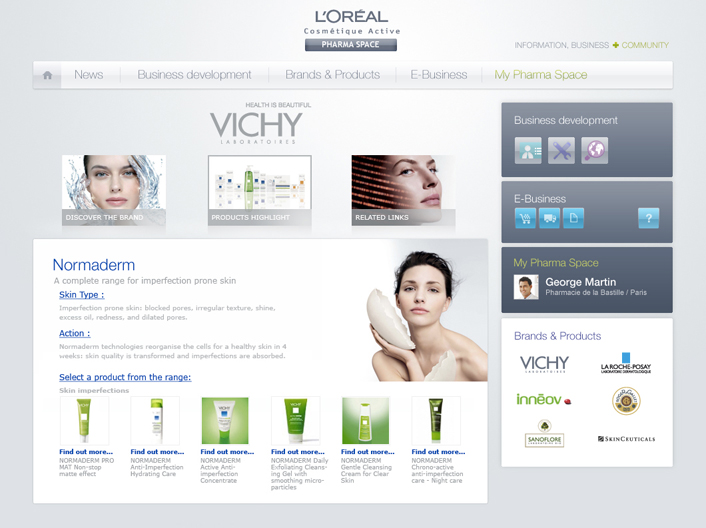 L'ORÉAL
Cosmétique Active
PHARMA SPACE
INFORMATION, BUSINESS + COMMUNITY
News
Business development
Brands & Products
E-Business
My Pharma Space
HEALTH IS BEAUTIFUL
VICHY
LABORATOIRES
DISCOVER THE BRAND
PRODUCTS HIGHLIGHT
RELATED LINKS
Normaderm
A complete range for imperfection prone skin
Skin Type :
Imperfection prone skin: blocked pores, irregular texture, shine,
excess oil, redness, and dilated pores.
Action :
Normaderm technologies reorganise the cells for a healthy skin in 4
weeks: skin quality is transformed and imperfections are absorbed.
Select a product from the range:
Skin imperfections
Find out more...
NORMADERM PRO
MAT Non-stop
matte effect
Find out more...
NORMADERM
Anti-Imperfection
Hydrating Care
Find out more...
NORMADERM
Active Anti-
imperfection
Concentrate
VICHY
Find out more...
NORMADERM Daily
Exfoliating Cleans-
ing Gel with
smoothing micro-
particles
Find out more...
NORMADERM
Gentle Cleansing
Cream for Clear
Skin
Find out more...
NORMADERM
Chrono-active
anti-imperfection
care - Night care
Business development
E-Business
?
My Pharma Space
George Martin
Pharmacie de la Bastille / Paris
Brands & Products
VICHY
LABORATOIRES
LA ROCHE-POSAY
LABORATOIRE DERMATOLOGIQUE
innēov
SANOFLORE
SKINCEUTICALS